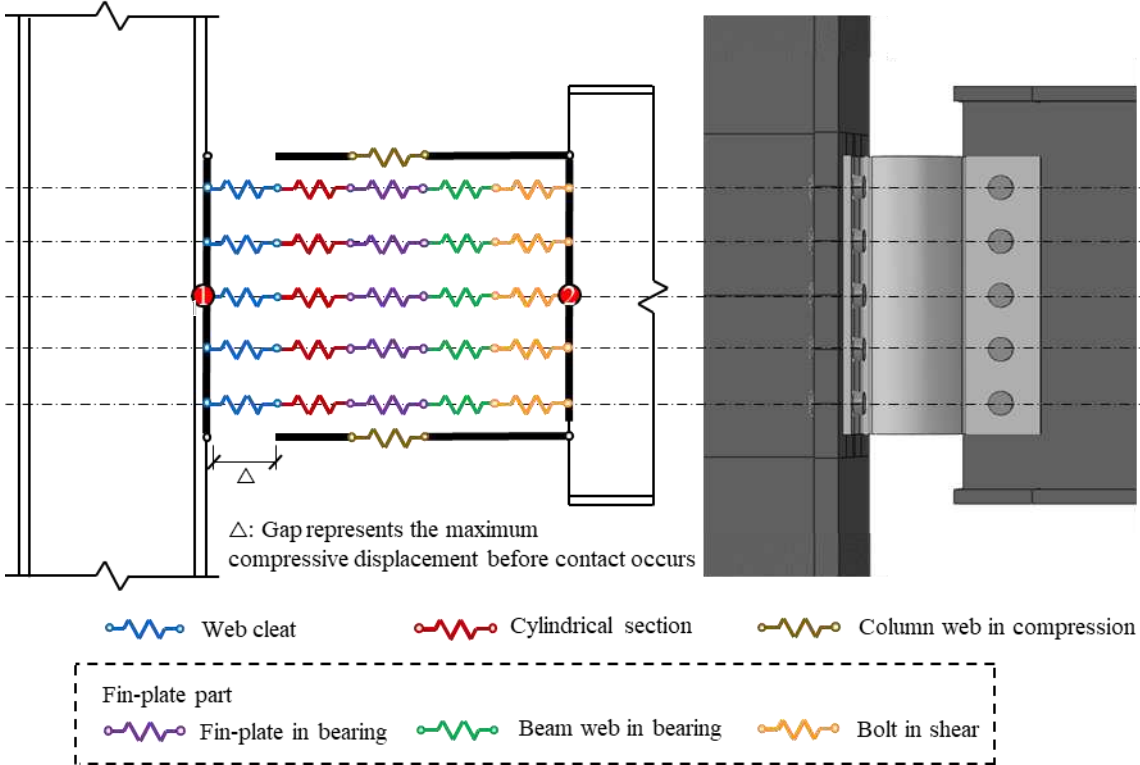 1
2
△
△: Gap represents the maximum
compressive displacement before contact occurs
Web cleat
Cylindrical section
Column web in compression
Fin-plate part
Fin-plate in bearing
Beam web in bearing
Bolt in shear